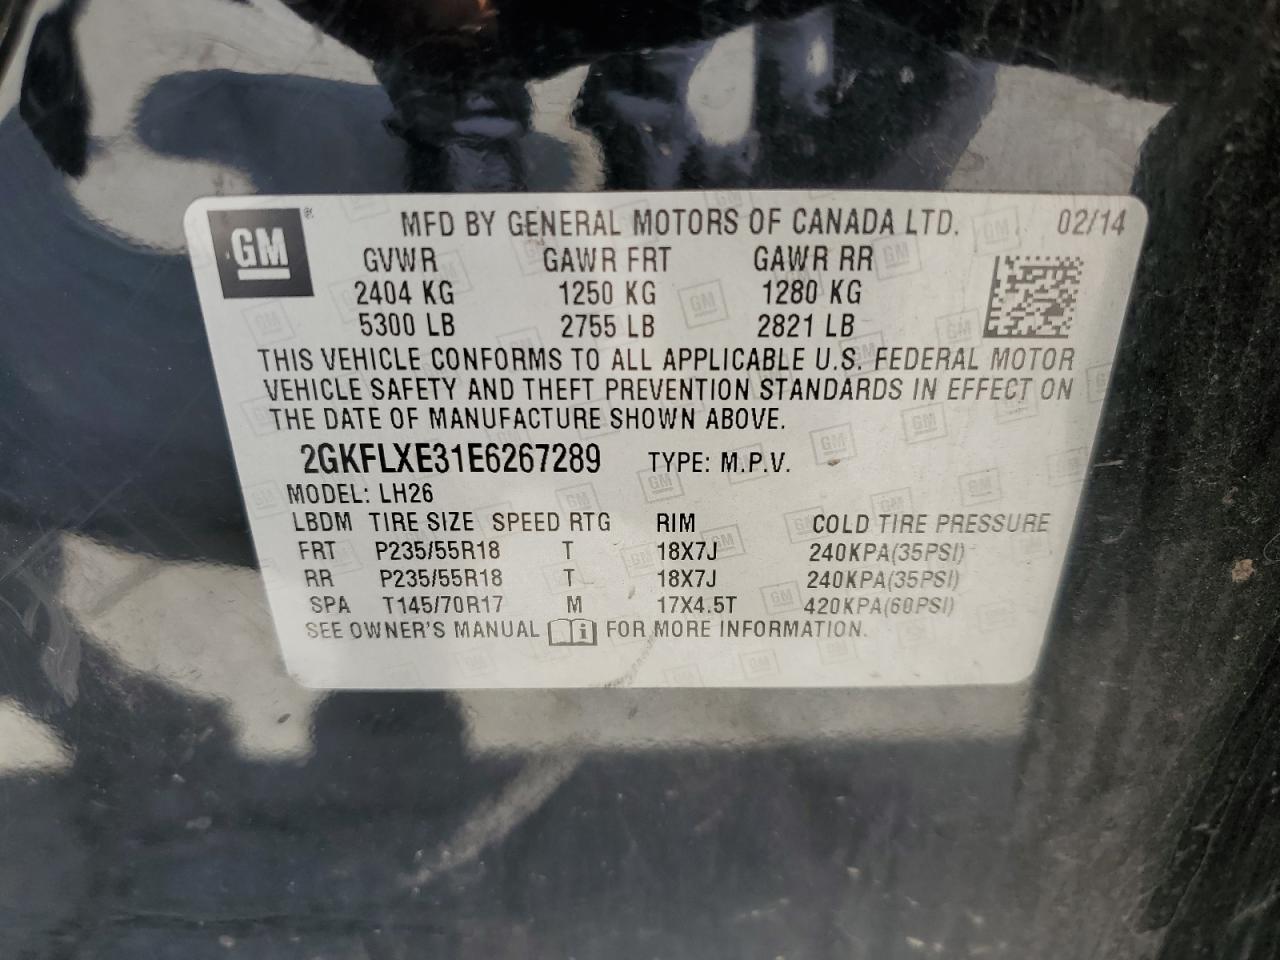 GM ® MFD BY GENERAL MOTORS OF CANADA LTD. 02/14
GVWR GAWR FRT GAWR RR
2404 KG 1250 KG 1280 KG
5300 LB 2755 LB 2821 LB
THIS VEHICLE CONFORMS TO ALL APPLICABLE U.S. FEDERAL MOTOR
VEHICLE SAFETY AND THEFT PREVENTION STANDARDS IN EFFECT ON
THE DATE OF MANUFACTURE SHOWN ABOVE.
2GKFLXE31E6267289 TYPE: M.P.V.
MODEL: LH26
LBDM TIRE SIZE SPEED RTG RIM COLD TIRE PRESSURE
FRT P235/55R18 T 18X7J 240KPA(35PSI)
RR P235/55R18 T 18X7J 240KPA(35PSI)
SPA T145/70R17 M 17X4.5T 420KPA(60PSI)
SEE OWNER'S MANUAL i FOR MORE INFORMATION.